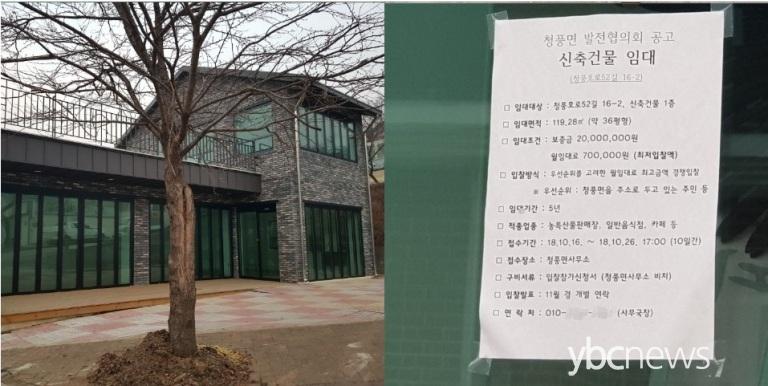 청풍면 발전협의회 공고
신축건물 임대
(청풍호로52길 16-2)
□ 임대대상 : 청풍호로52길 16-2, 신축건물 1층
□ 임대면적 : 119.28㎡ (약 36평형)
□ 임대조건 : 보증금 20,000,000원
월임대료 700,000원 (최저입찰액)
□ 입찰방식 : 우선순위를 고려한 월임대료 최고금액 경쟁입찰
※ 우선순위 : 청풍면을 주소로 두고 있는 주민 등
□ 임대기간 : 5년
□ 적용업종 : 농특산물판매장, 일반음식점, 카페 등
□ 접수기간 : 18.10.16. ~ 18.10.26. 17:00 (10일간)
□ 접수장소 : 청풍면사무소
□ 구비서류 : 입찰참가신청서 (청풍면사무소 비치)
□ 입찰발표 : 11월 경 개별 연락
□ 연 락 처 : 010- (사무국장)
ybcnews